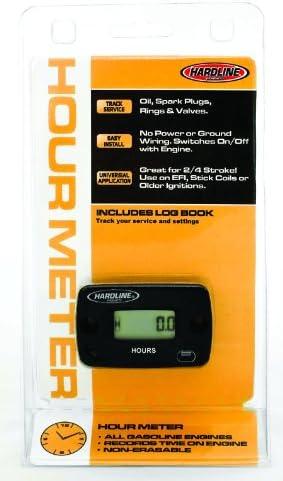 HOUR METER
HARDLINE
TRACK SERVICE
Oil, Spark Plugs,
Rings & Valves.
EASY INSTALL
No Power or Ground
Wiring. Switches On/Off
with Engine.
UNIVERSAL APPLICATION
Great for 2/4 Stroke!
Use on EFI, Stick Coils or
Older Ignitions.
INCLUDES LOG BOOK
Track your service and settings
HARDLINE
H 0.0
HOURS
12
HOUR METER
• ALL GASOLINE ENGINES
• RECORDS TIME ON ENGINE
• NON-ERASABLE